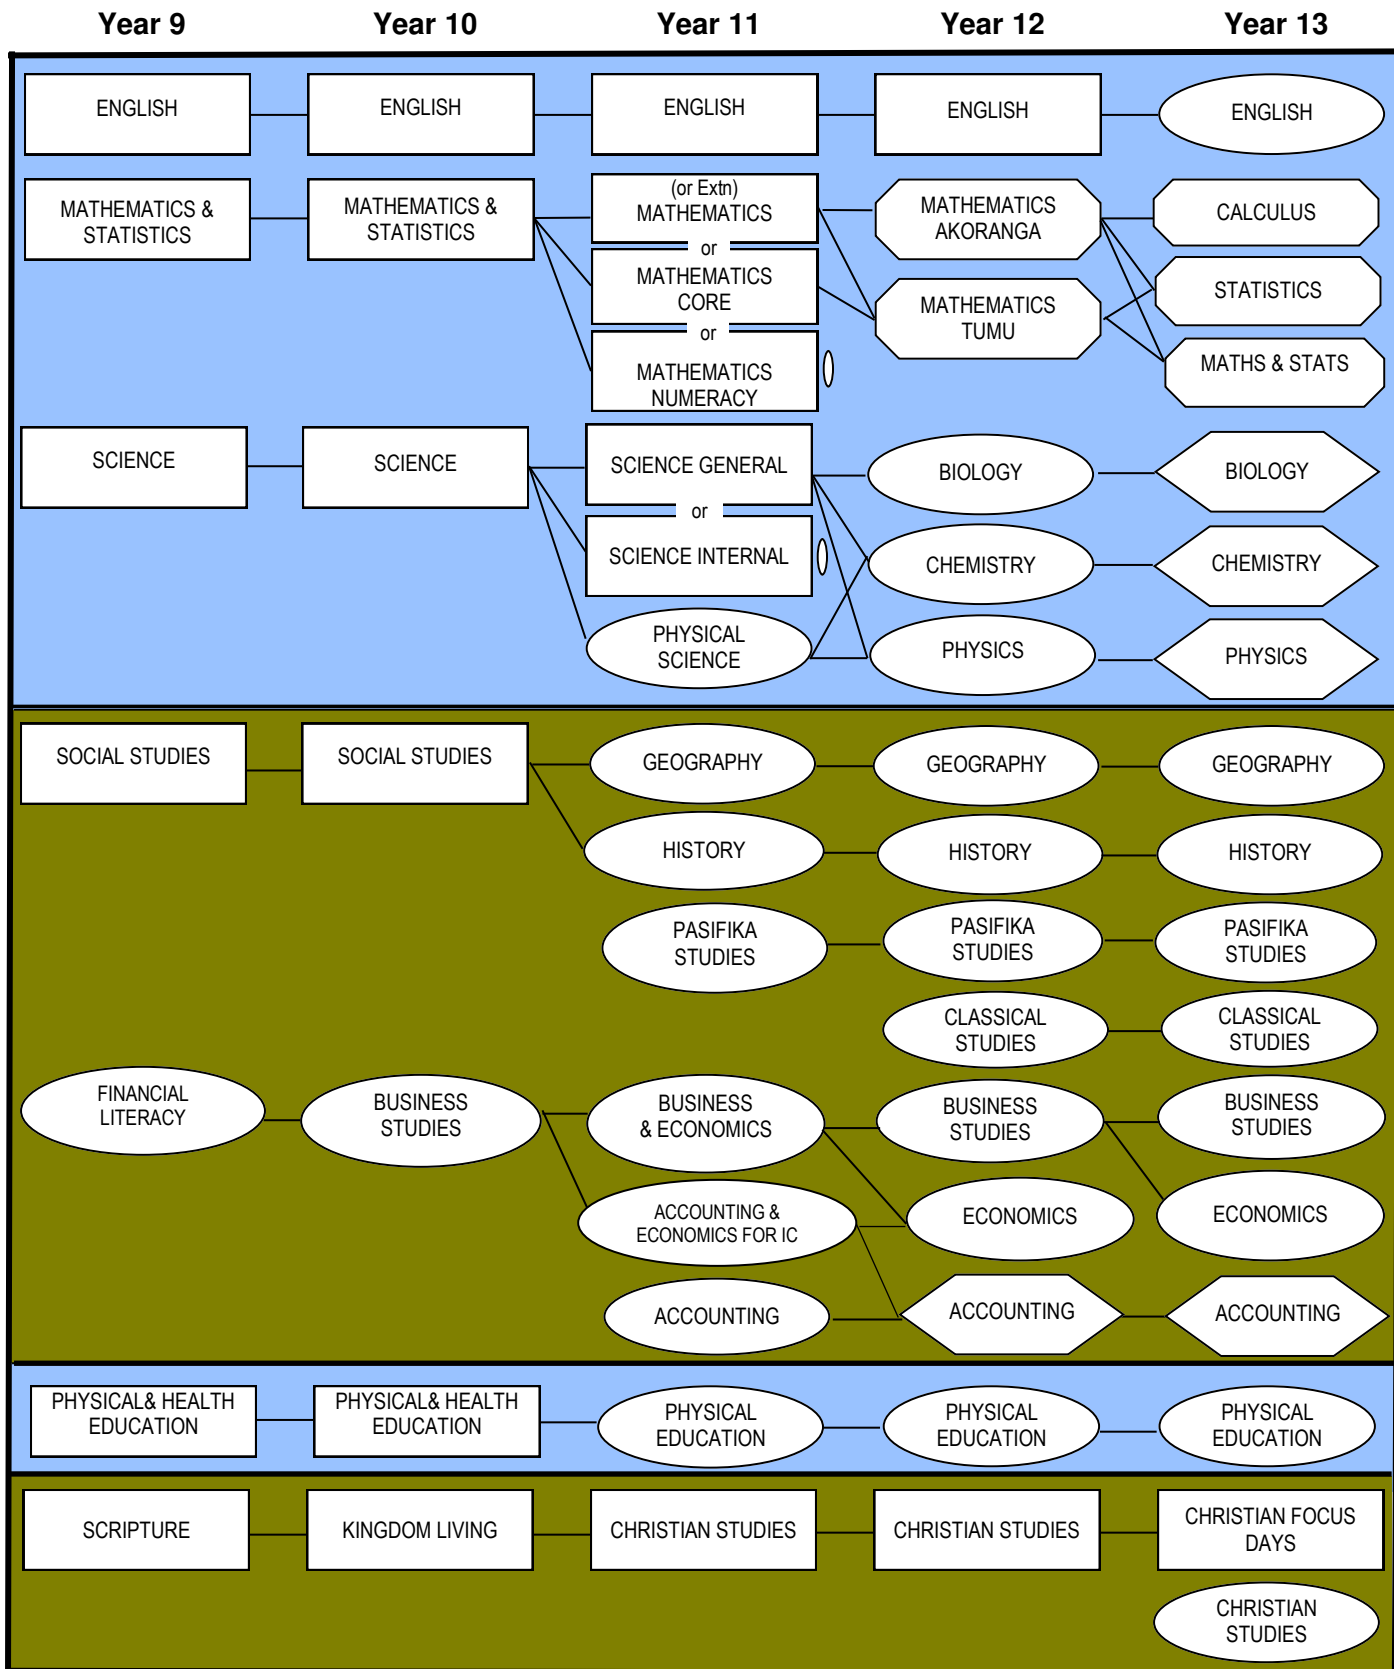 Year 9
Year 10
Year 11
Year 12
Year 13
ENGLISH
ENGLISH
ENGLISH
ENGLISH
ENGLISH
MATHEMATICS &
STATISTICS
MATHEMATICS &
STATISTICS
(or Extn)
MATHEMATICS
or
MATHEMATICS
CORE
or
MATHEMATICS
NUMERACY
MATHEMATICS
AKORANGA
MATHEMATICS
TUMU
CALCULUS
STATISTICS
MATHS & STATS
SCIENCE
SCIENCE
SCIENCE GENERAL
or
SCIENCE INTERNAL
PHYSICAL
SCIENCE
BIOLOGY
CHEMISTRY
PHYSICS
BIOLOGY
CHEMISTRY
PHYSICS
SOCIAL STUDIES
SOCIAL STUDIES
GEOGRAPHY
GEOGRAPHY
GEOGRAPHY
HISTORY
HISTORY
HISTORY
PASIFIKA
STUDIES
PASIFIKA
STUDIES
PASIFIKA
STUDIES
CLASSICAL
STUDIES
CLASSICAL
STUDIES
FINANCIAL
LITERACY
BUSINESS
STUDIES
BUSINESS
& ECONOMICS
BUSINESS
STUDIES
BUSINESS
STUDIES
ACCOUNTING &
ECONOMICS FOR IC
ECONOMICS
ECONOMICS
ACCOUNTING
ACCOUNTING
ACCOUNTING
PHYSICAL& HEALTH
EDUCATION
PHYSICAL& HEALTH
EDUCATION
PHYSICAL
EDUCATION
PHYSICAL
EDUCATION
PHYSICAL
EDUCATION
SCRIPTURE
KINGDOM LIVING
CHRISTIAN STUDIES
CHRISTIAN STUDIES
CHRISTIAN FOCUS
DAYS
CHRISTIAN
STUDIES